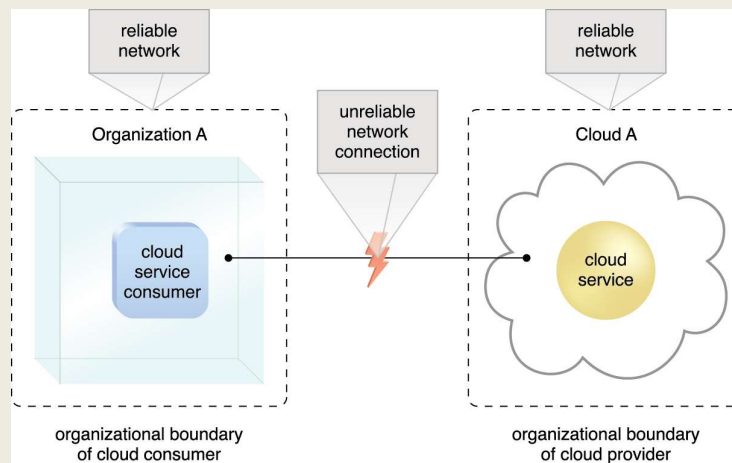 reliable
network
reliable
network
unreliable
network
connection
Organization A
Cloud A
cloud
service
consumer
cloud
service
organizational boundary
of cloud consumer
organizational boundary
of cloud provider